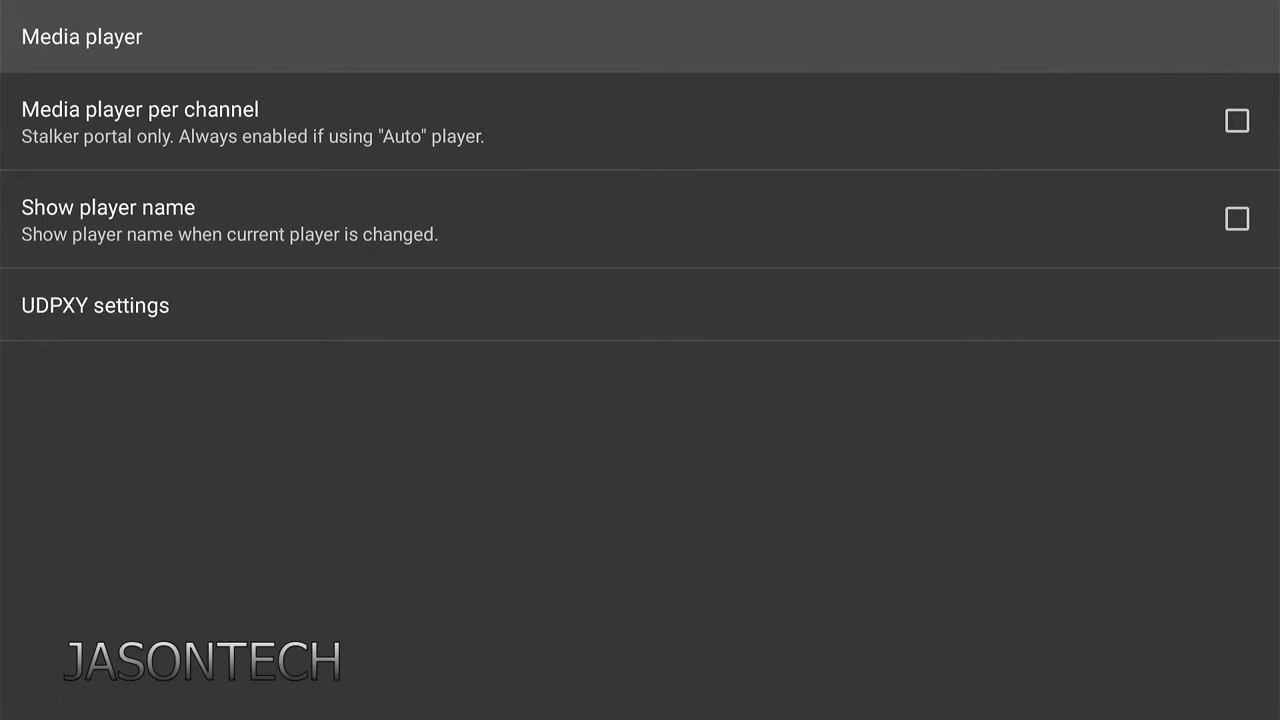 Media player
Media player per channel
Stalker portal only. Always enabled if using "Auto" player.
Show player name
Show player name when current player is changed.
UDPXY settings
JASONTECH